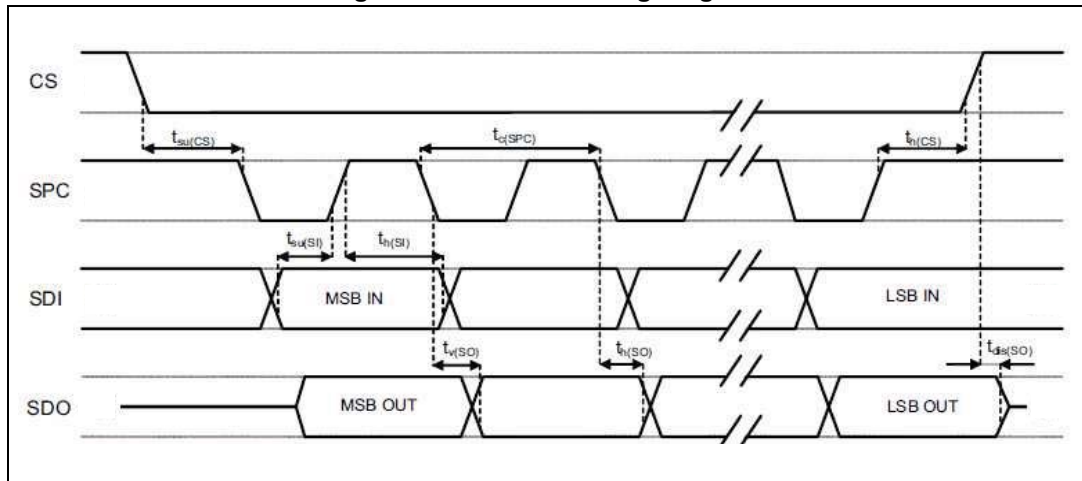 CS
t_su(CS) t_c(SPC) t_h(CS)
SPC
t_su(SI) t_h(SI)
SDI MSB IN LSB IN
t_v(SO) t_h(SO) t_dis(SO)
SDO MSB OUT LSB OUT